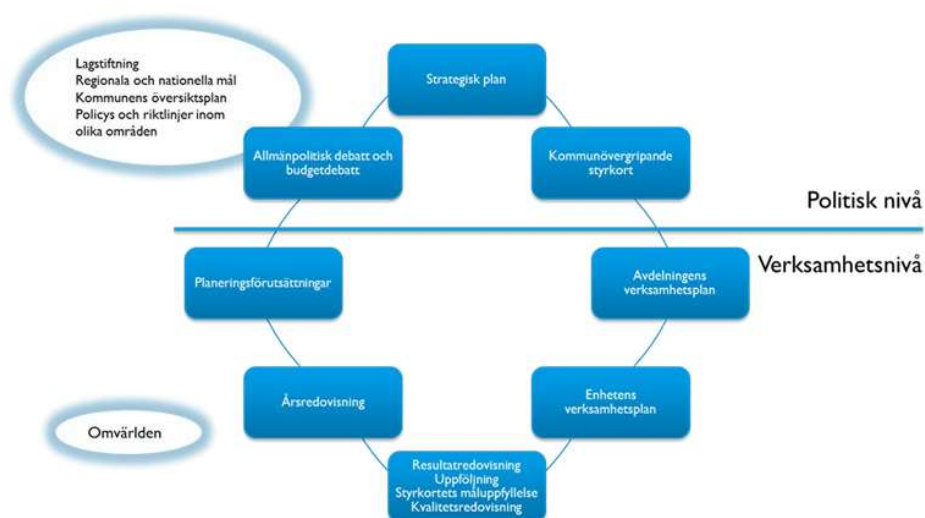 Lagstiftning
Regionala och nationella mål
Kommunens översiktsplan
Policys och riktlinjer inom
olika områden
Strategisk plan
Allmänpolitisk debatt och
budgetdebatt
Kommunövergripande
styrkort
Politisk nivå
Verksamhetsnivå
Planeringsförutsättningar
Avdelningens
verksamhetsplan
Årsredovisning
Enhetens
verksamhetsplan
Omvärlden
Resultatredovisning
Uppföljning
Styrkortets måluppfyllelse
Kvalitetsredovisning